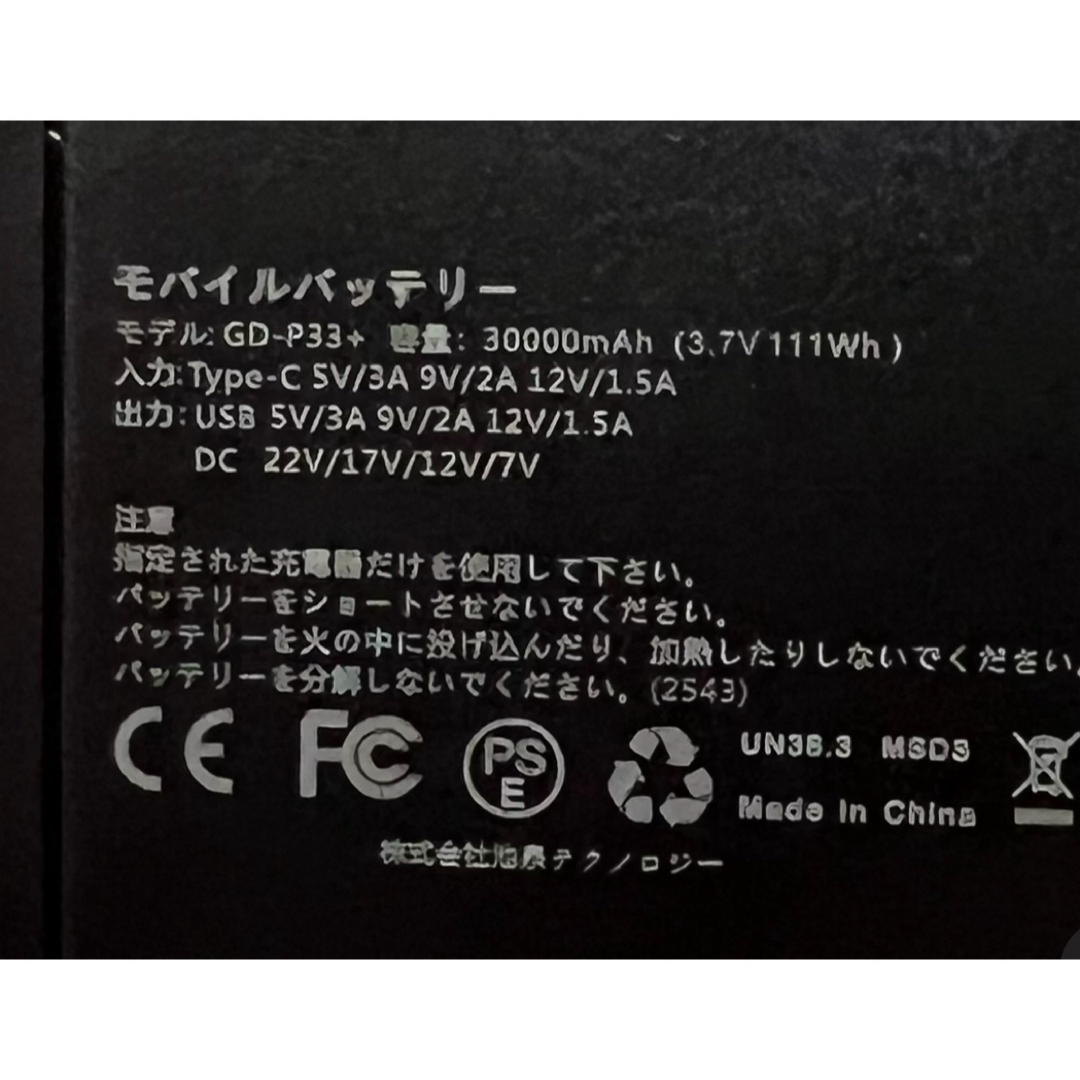 モバイルバッテリー
モデル: GD-P33+ 容量: 30000mAh (3.7V 111Wh)
入力: Type-C 5V/3A 9V/2A 12V/1.5A
出力: USB 5V/3A 9V/2A 12V/1.5A
DC 22V/17V/12V/7V
注意
指定された充電器だけを使用して下さい。
バッテリーをショートさせないでください。
バッテリーを火の中に投げ込んだり、加熱したりしないでください。
バッテリーを分解しないでください。(2543)
CE FC PSE UN38.3 MSDS
Made In China
株式会社旭泉テクノロジー